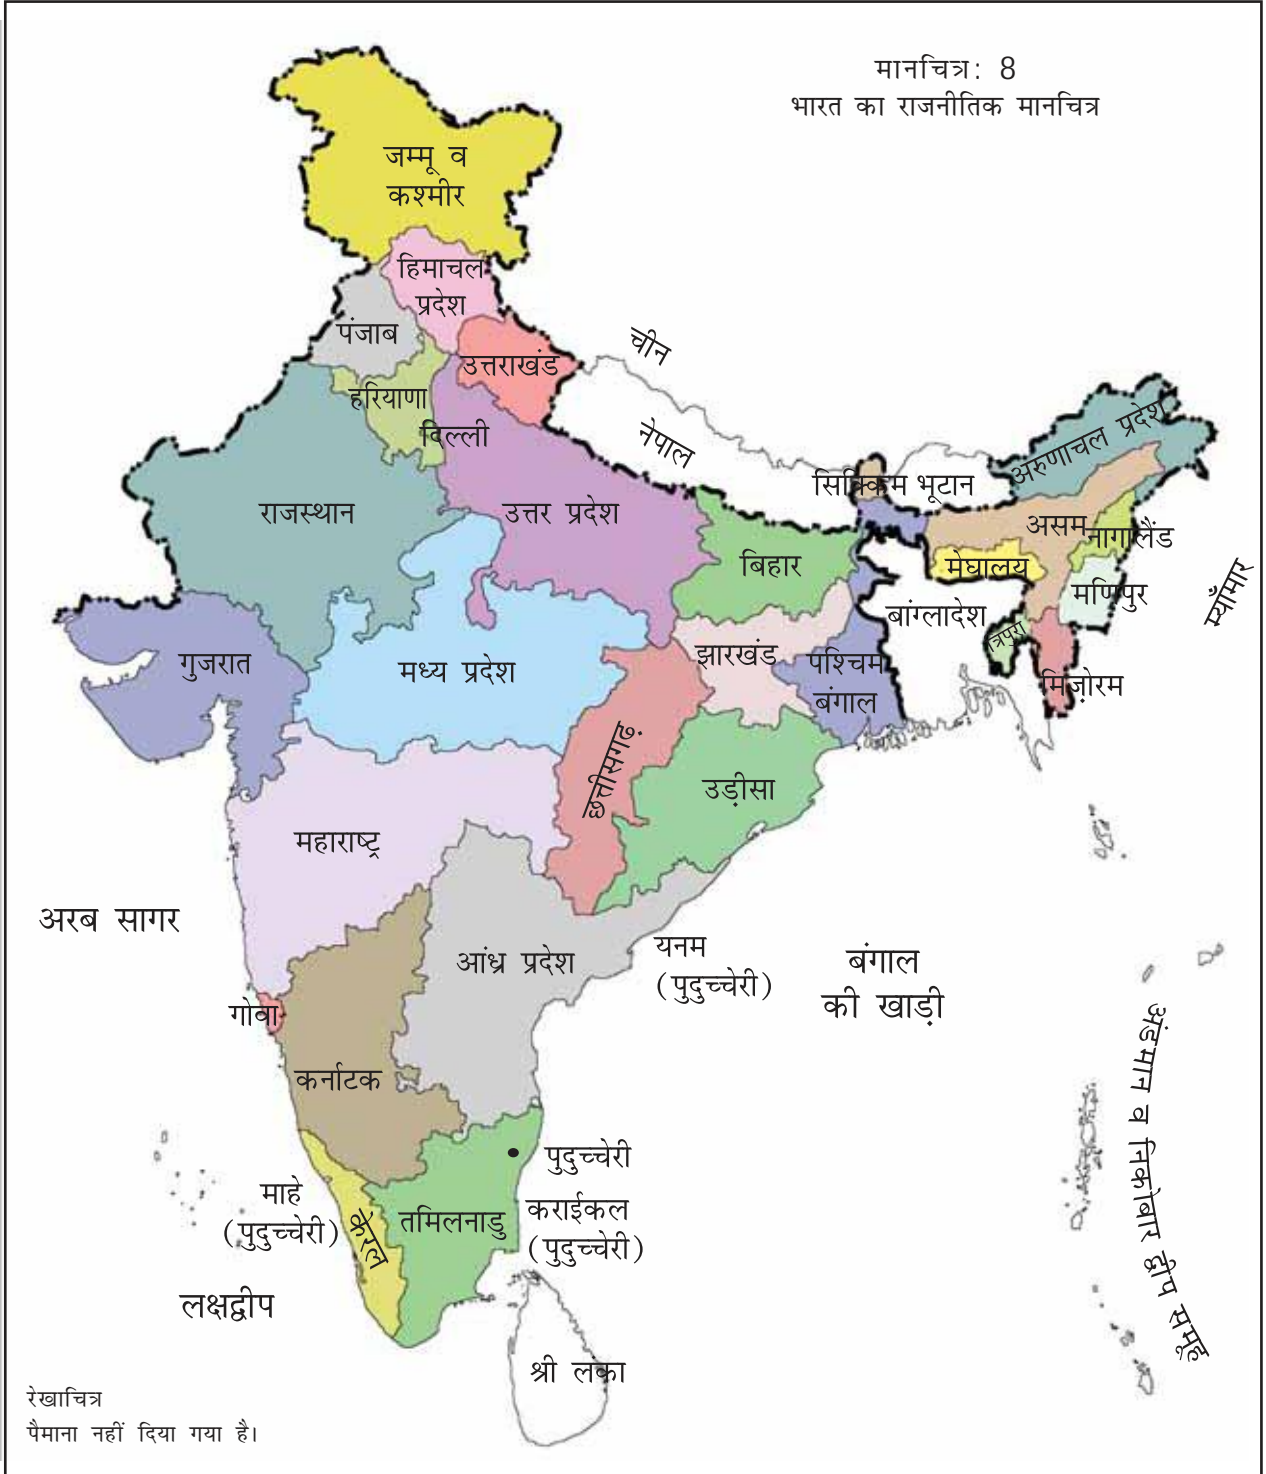 मानचित्र: 8
भारत का राजनीतिक मानचित्र
जम्मू व
कश्मीर
हिमाचल
प्रदेश
पंजाब
उत्तराखंड
चीन
हरियाणा
दिल्ली
नेपाल
अरुणाचल प्रदेश
सिक्किम
भूटान
राजस्थान
उत्तर प्रदेश
असम
नागालैंड
बिहार
मेघालय
मणिपुर
म्याँमार
बांग्लादेश
त्रिपुरा
गुजरात
मध्य प्रदेश
झारखंड
पश्चिम
बंगाल
मिज़ोरम
छत्तीसगढ़
उड़ीसा
महाराष्ट्र
अरब सागर
आंध्र प्रदेश
यनम
(पुदुच्चेरी)
बंगाल
की खाड़ी
गोवा
कर्नाटक
अंडमान व निकोबार द्वीप समूह
पुदुच्चेरी
माहे
(पुदुच्चेरी)
केरल
तमिलनाडु
कराईकल
(पुदुच्चेरी)
लक्षद्वीप
श्री लंका
रेखाचित्र
पैमाना नहीं दिया गया है।